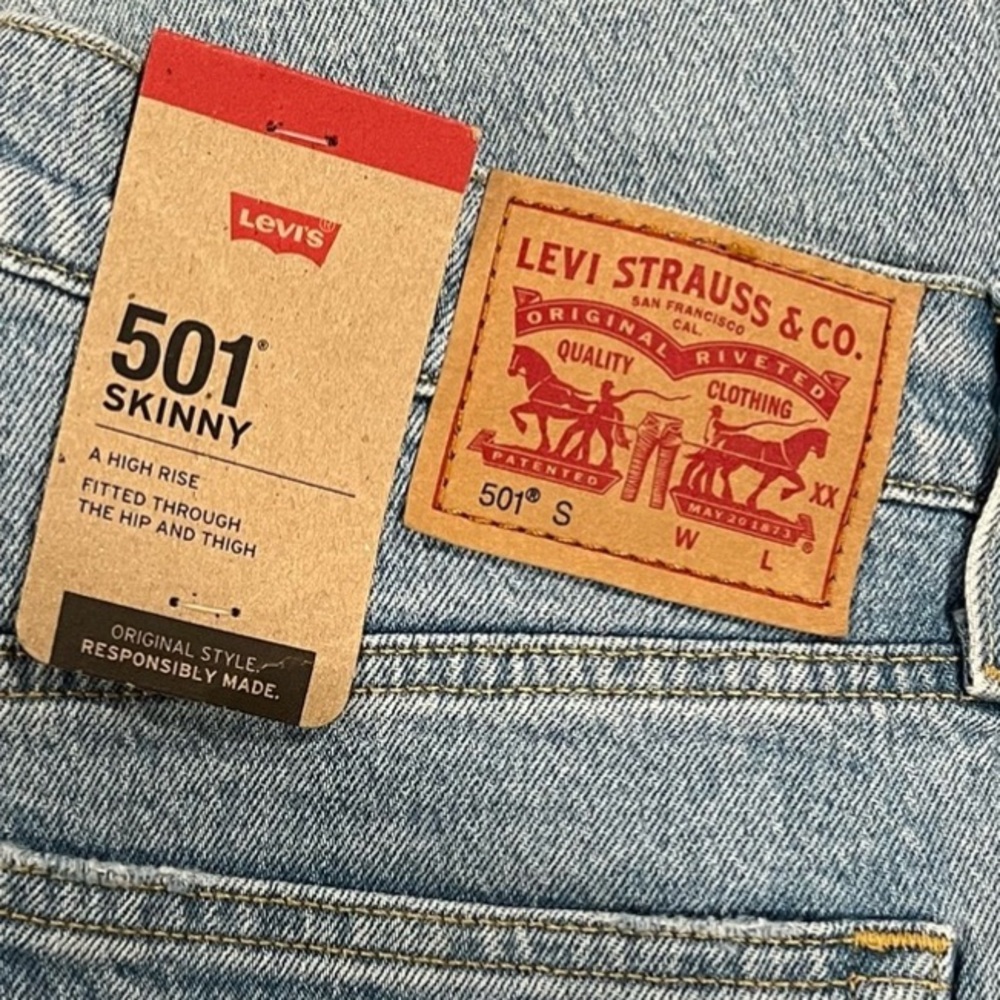 Levi's®
501®
SKINNY
A HIGH RISE
FITTED THROUGH
THE HIP AND THIGH
ORIGINAL STYLE.
RESPONSIBLY MADE.
LEVI STRAUSS & CO.
SAN FRANCISCO
CAL.
ORIGINAL RIVETED
QUALITY
CLOTHING
PATENTED
MAY 20 1873
XX
®
501® S
W
L